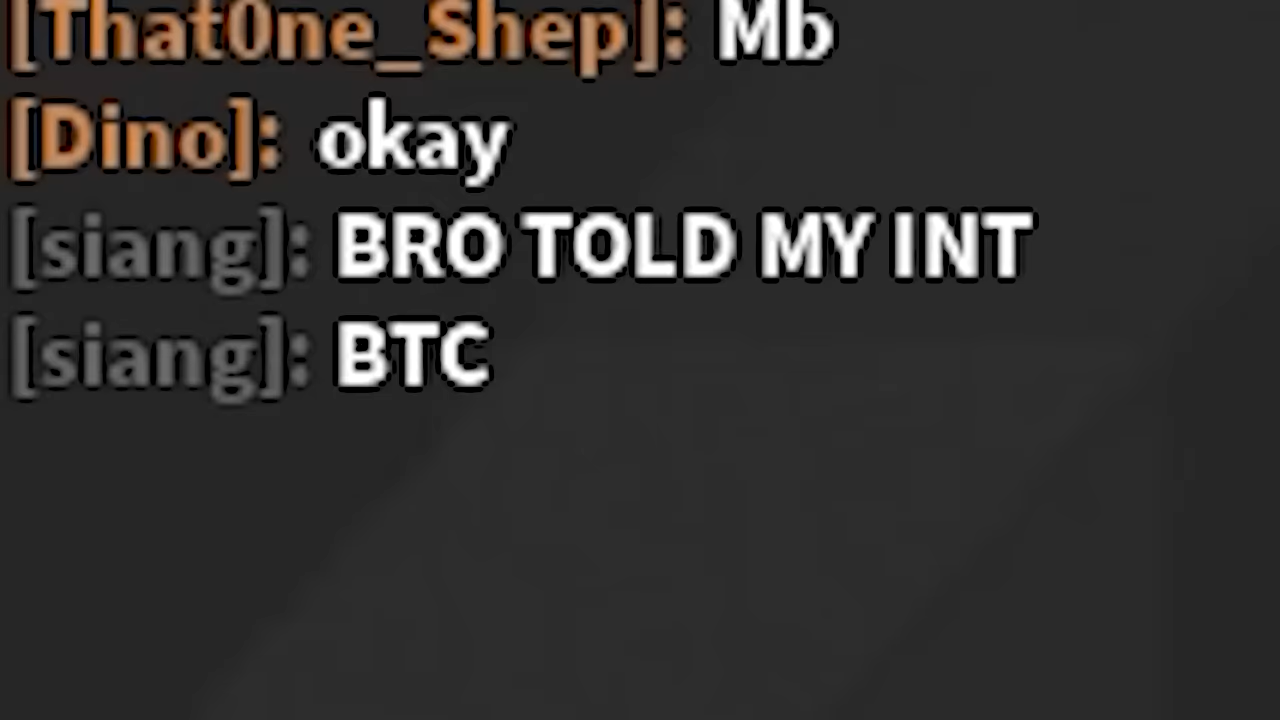 [That0ne_Shep]: Mb
[Dino]: okay
[siang]: BRO TOLD MY INT
[siang]: BTC